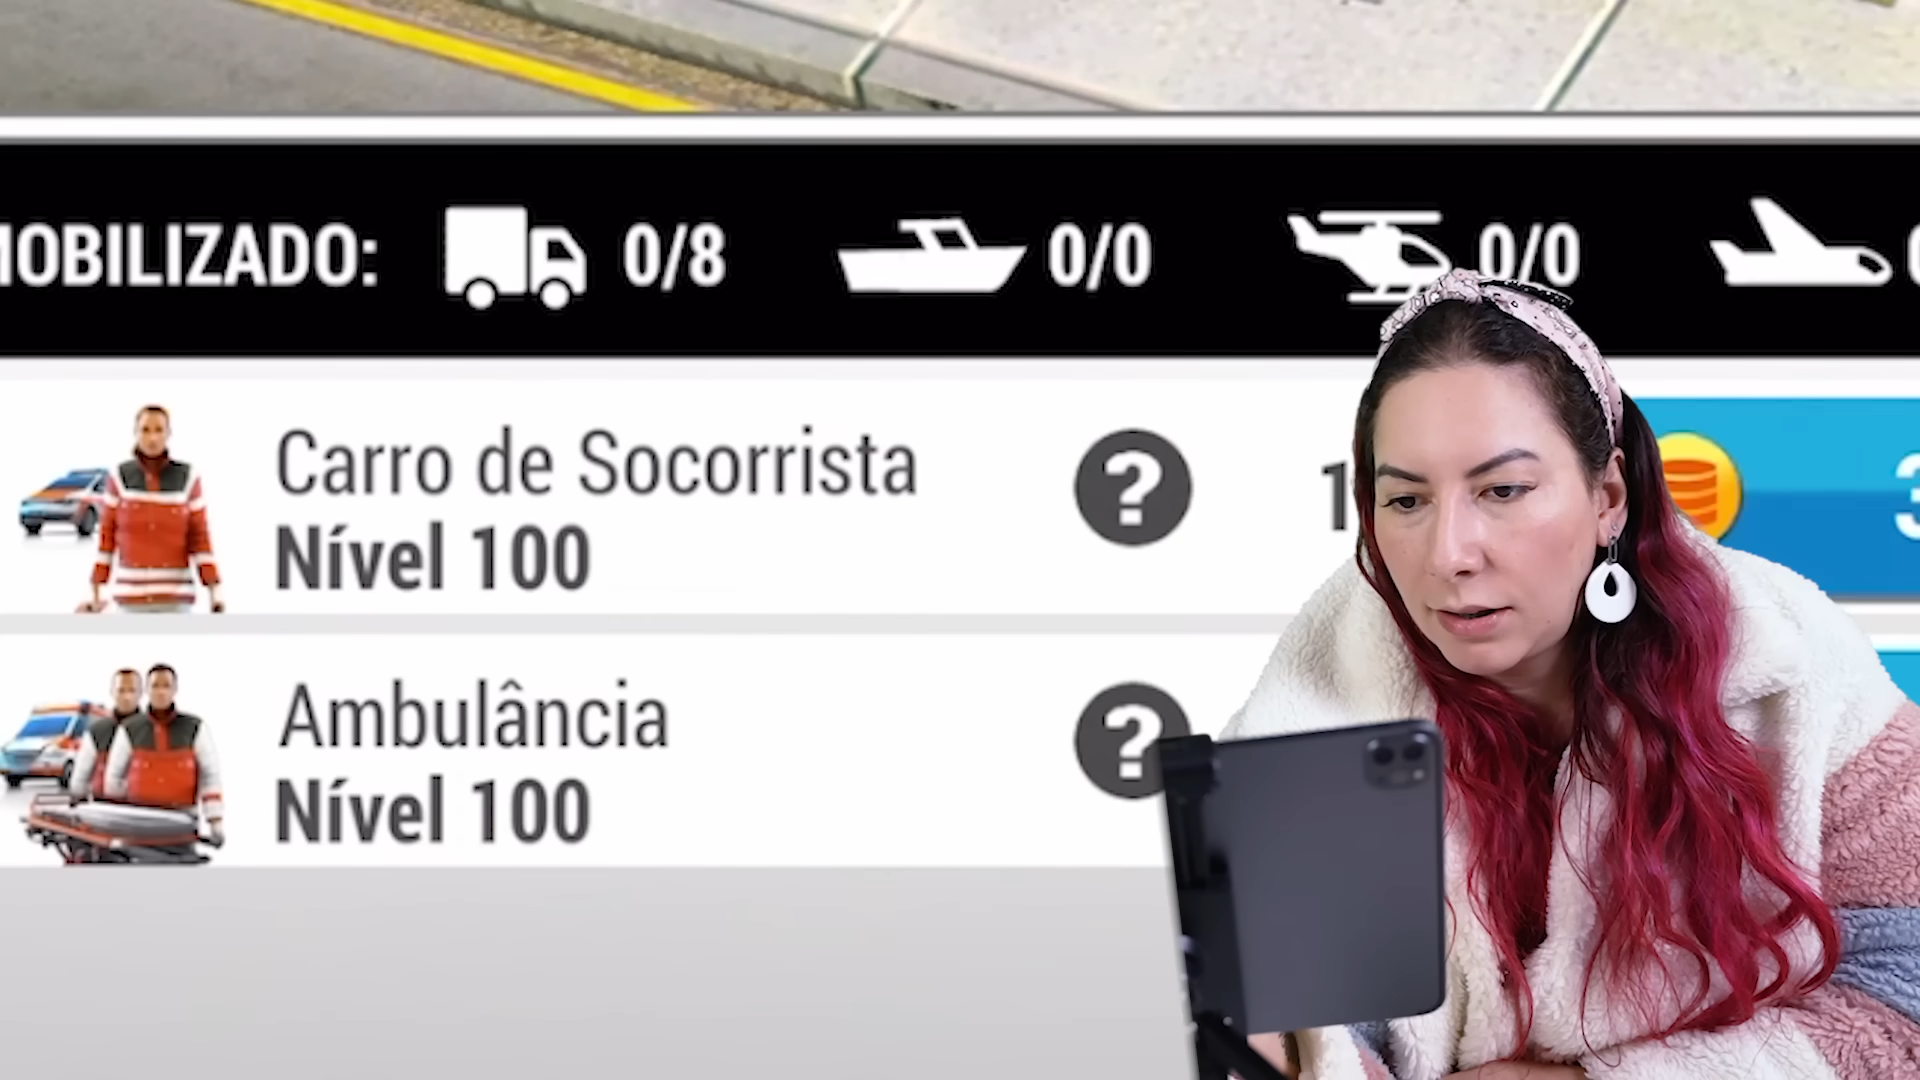 MOBILIZADO: 0/8 0/0 0/0
Carro de Socorrista ?
Nível 100
Ambulância ?
Nível 100